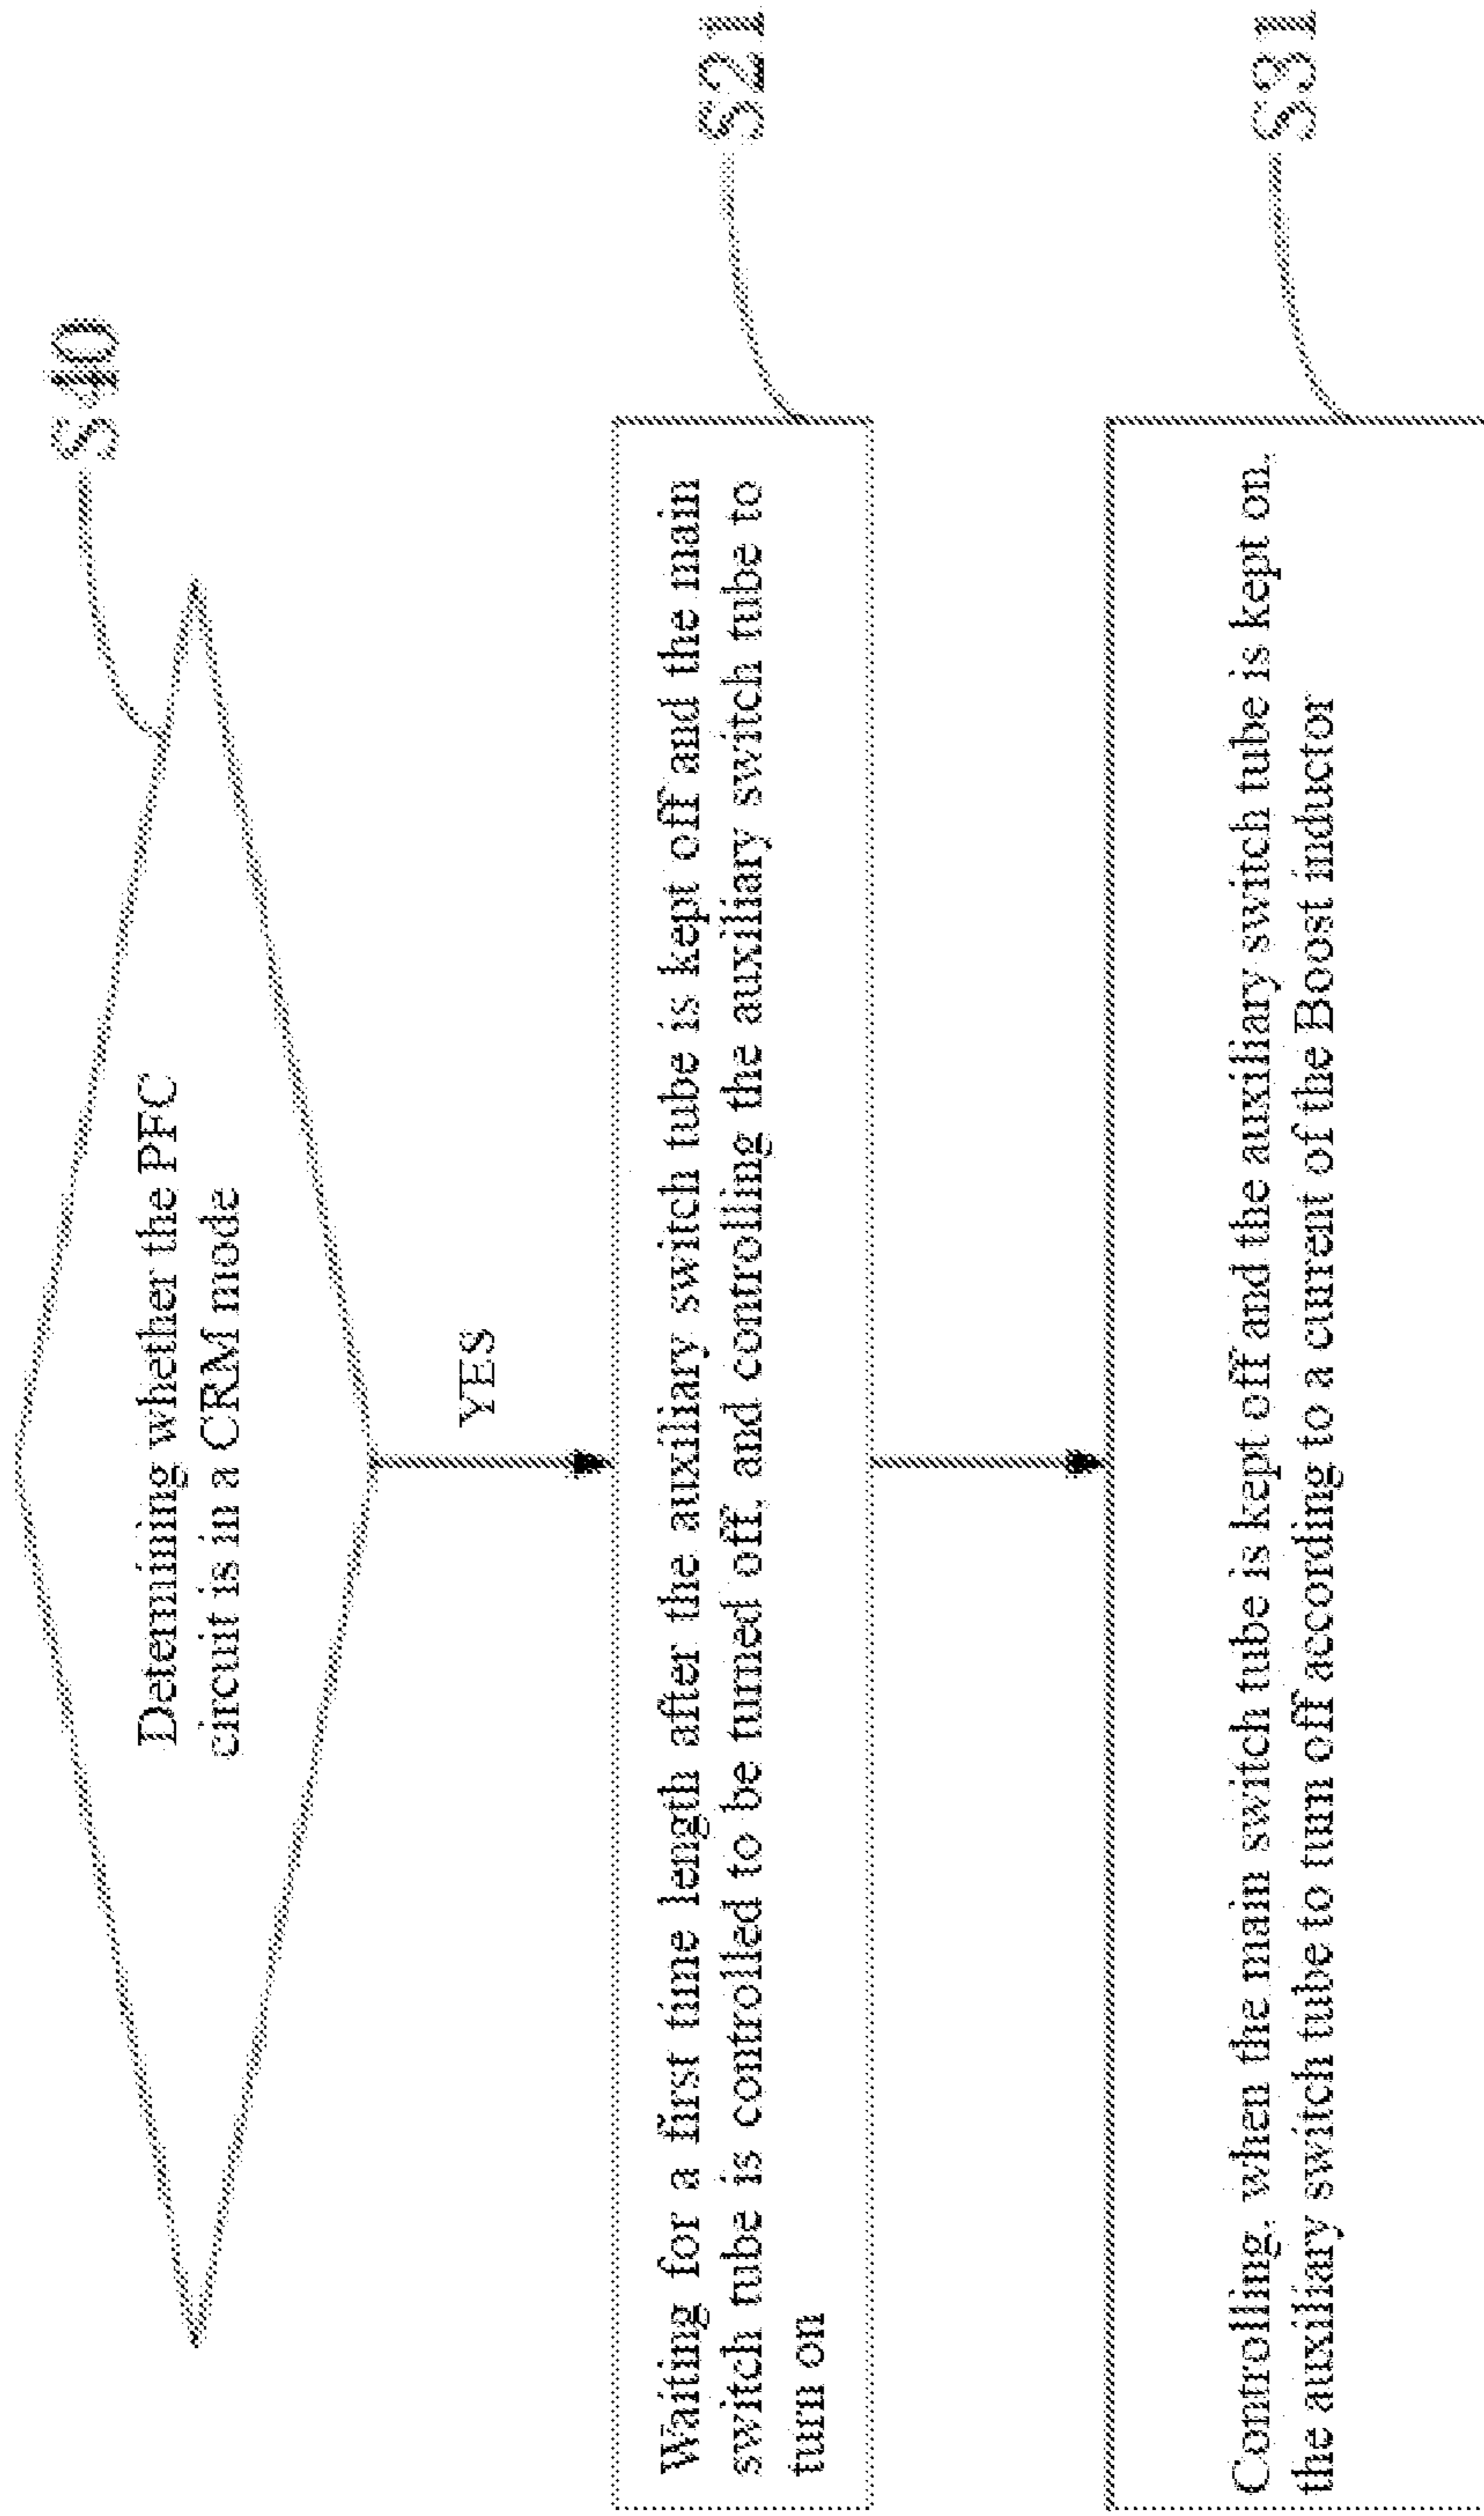 S40
Determining whether the PFC
circuit is in a CRM mode
YES
Waiting for a first time length after the auxiliary switch tube is kept off and the main
switch tube is controlled to be turned off, and controlling the auxiliary switch tube to
turn on
S21
Controlling, when the main switch tube is kept off and the auxiliary switch tube is kept on,
the auxiliary switch tube to turn off according to a current of the Boost inductor
S31